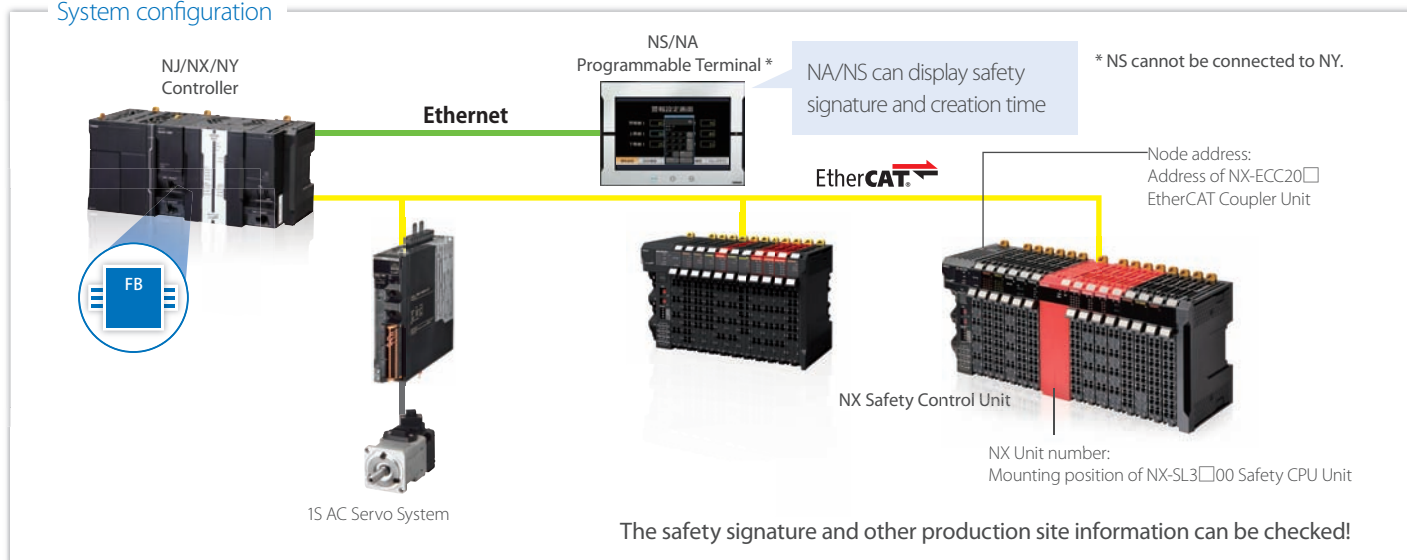 System configuration
NJ/NX/NY
Controller
Ethernet
NS/NA
Programmable Terminal *
NA/NS can display safety
signature and creation time
* NS cannot be connected to NY.
EtherCAT®
Node address:
Address of NX-ECC20□
EtherCAT Coupler Unit
FB
NX Safety Control Unit
NX Unit number:
Mounting position of NX-SL3□00 Safety CPU Unit
1S AC Servo System
The safety signature and other production site information can be checked!